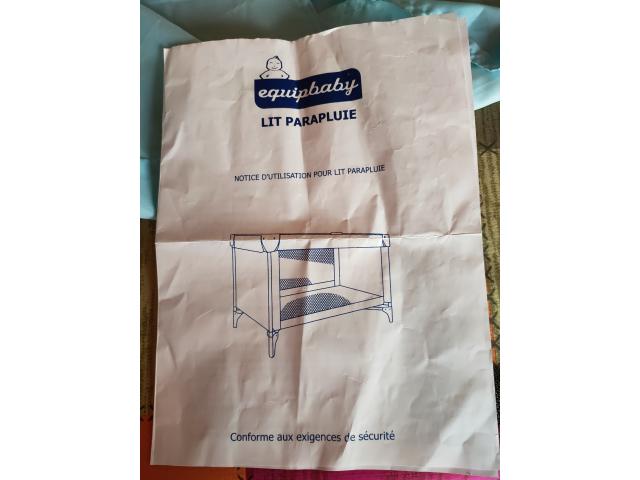 equipbaby
LIT PARAPLUIE
NOTICE D'UTILISATION POUR LIT PARAPLUIE
Conforme aux exigences de sécurité